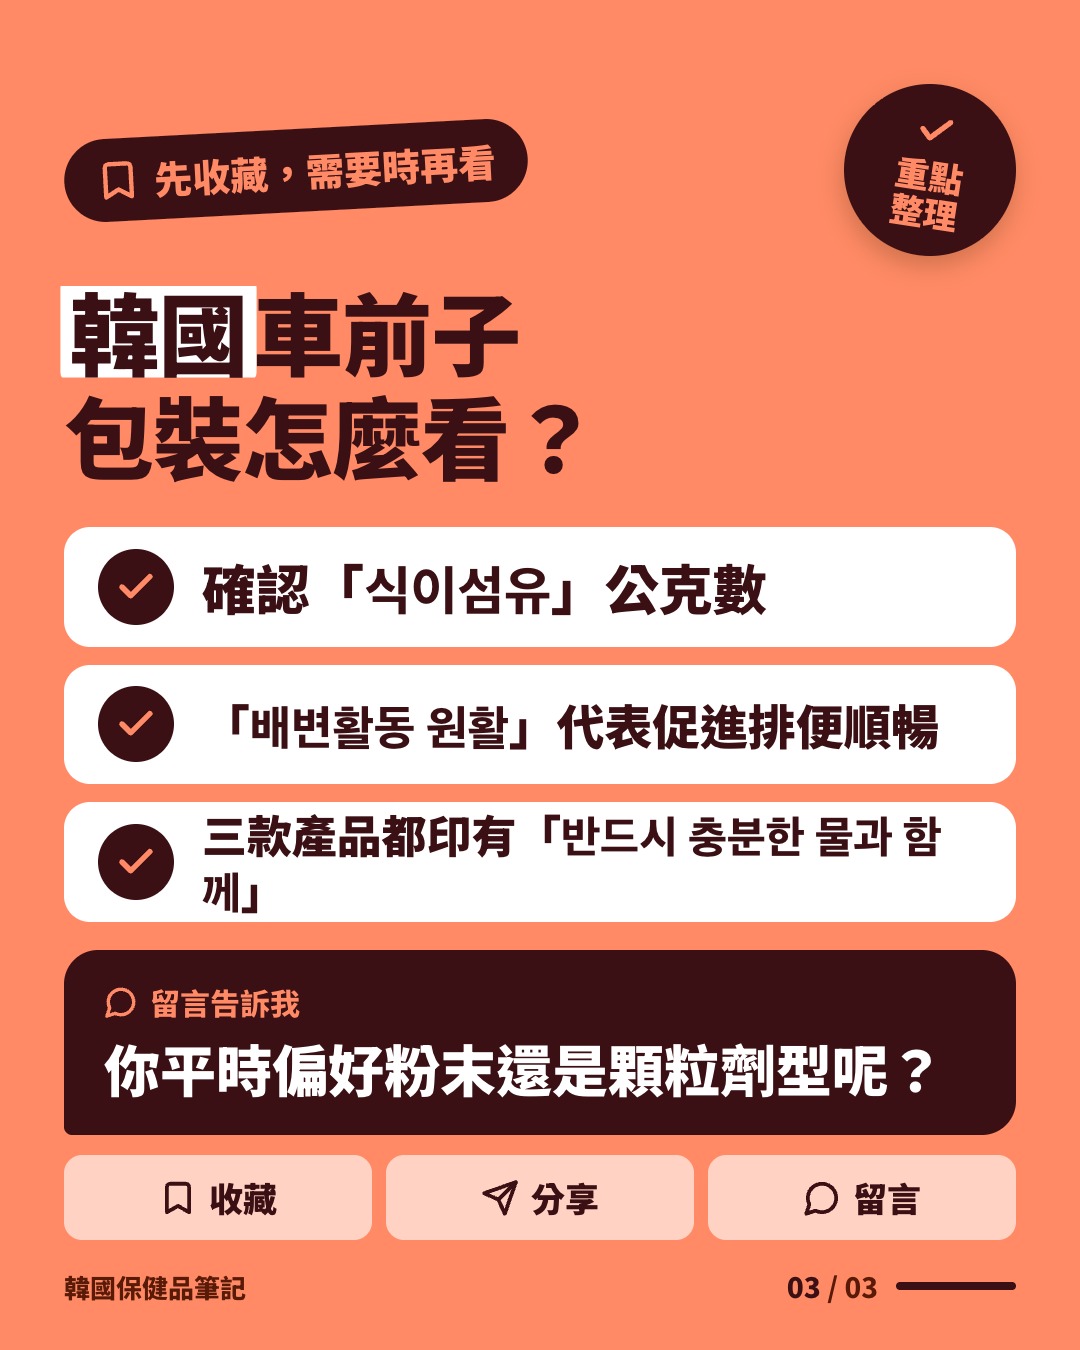 先收藏，需要時再看
重點
整理
韓國車前子
包裝怎麼看？
確認「식이섬유」公克數
「배변활동 원활」代表促進排便順暢
三款產品都印有「반드시 충분한 물과 함
께」
留言告訴我
你平時偏好粉末還是顆粒劑型呢？
收藏
分享
留言
韓國保健品筆記
03 / 03